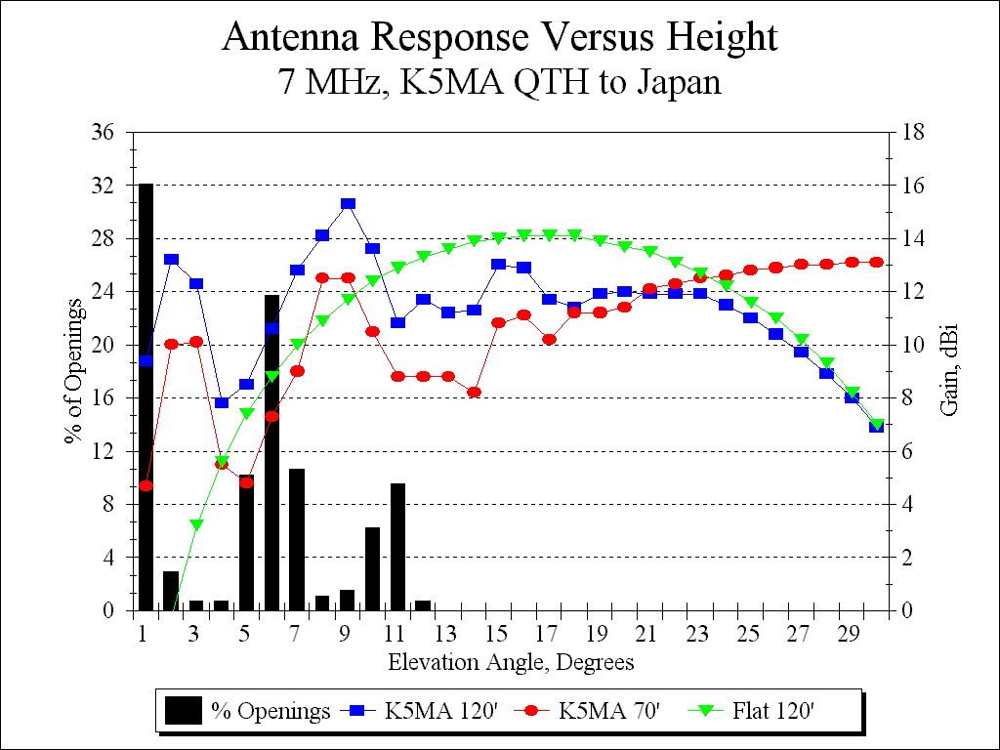 Antenna Response Versus Height
7 MHz, K5MA QTH to Japan
36 18
32 16
28 14
24 12
20 10
16 8
12 6
8 4
4 2
0 0
% of Openings
Gain, dBi
1 3 5 7 9 11 13 15 17 19 21 23 25 27 29
Elevation Angle, Degrees
% Openings K5MA 120' K5MA 70' Flat 120'